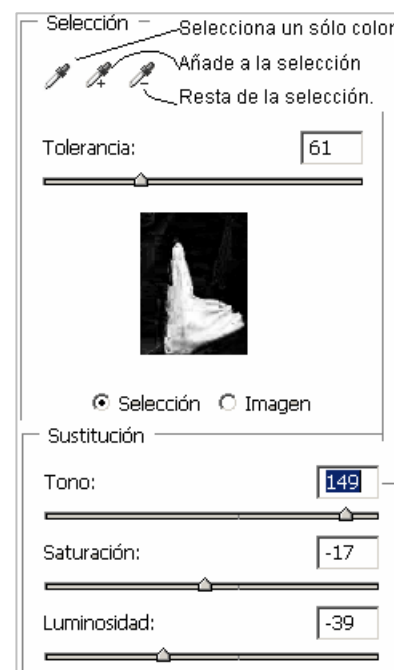 Selección
Selecciona un sólo color
Añade a la selección
Resta de la selección.
Tolerancia: 61
Selección Imagen
Sustitución
Tono: 149
Saturación: -17
Luminosidad: -39